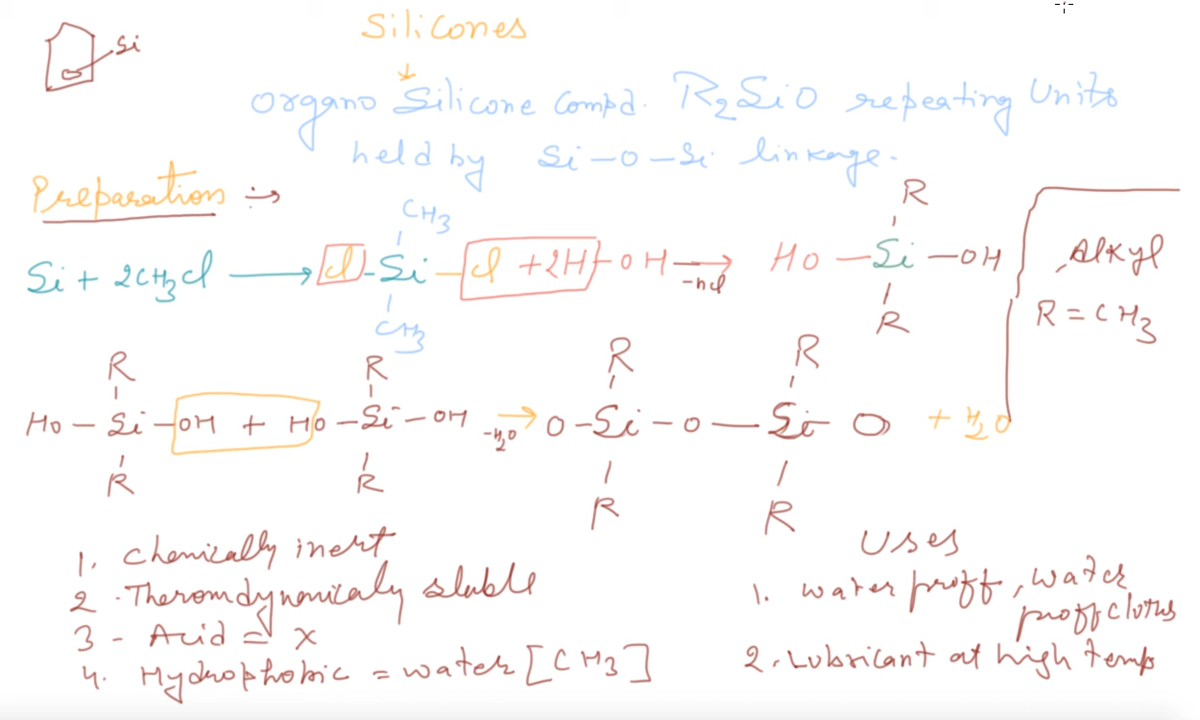 Si
Silicones
organo Silicone Compd. R2SiO repeating Units
held by Si-O-Si linkage.
Preparation :->
CH3
R
Si + 2CH3Cl → Cl-Si-Cl + 2H-OH → HO-Si-OH
-HCl
CH3
R
Alkyl
R = CH3
R R R R
HO-Si-OH + HO-Si-OH → O-Si-O-Si-O + H2O
-H2O
R R R R
1. Chemically inert
2. Theromdynamicaly stuble
3 - Acid = X
4. Hydrophobic = water [CH3]
Uses
1. water proff, water
proff cloths
2. Lubricant at high temp